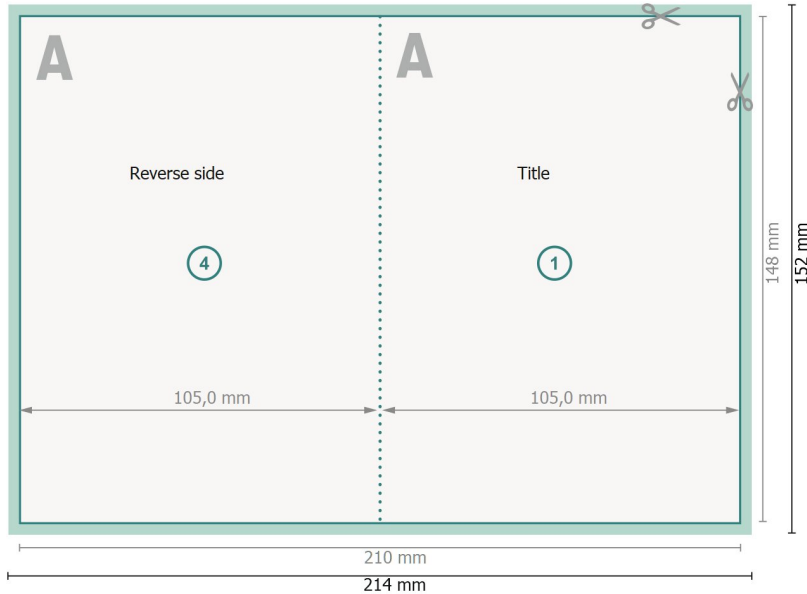 A
A
Reverse side
Title
4
1
105,0 mm
105,0 mm
148 mm
152 mm
210 mm
214 mm